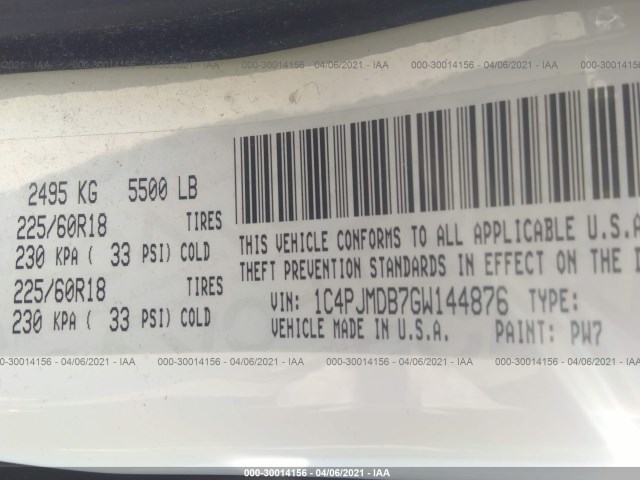 000-30014156 - 04/06/2021 - IAA
000-30014156 - 04/06/2021 - IAA
000-30014156 - 04/06/2021 - IAA
2495 KG 5500 LB
225/60R18 TIRES
230 KPA ( 33 PSI) COLD
225/60R18 TIRES
230 KPA ( 33 PSI) COLD
THIS VEHICLE CONFORMS TO ALL APPLICABLE U.S.A
THEFT PREVENTION STANDARDS IN EFFECT ON THE
VIN: 1C4PJMDB7GW144876 TYPE:
VEHICLE MADE IN U.S.A. PAINT: PW7
000-30014156 - 04/06/2021 - IAA
000-30014156 - 04/06/2021 - IAA
000-30014156 - 04/06/2021 - IAA
000-30014156 - 04/06/2021 - IAA